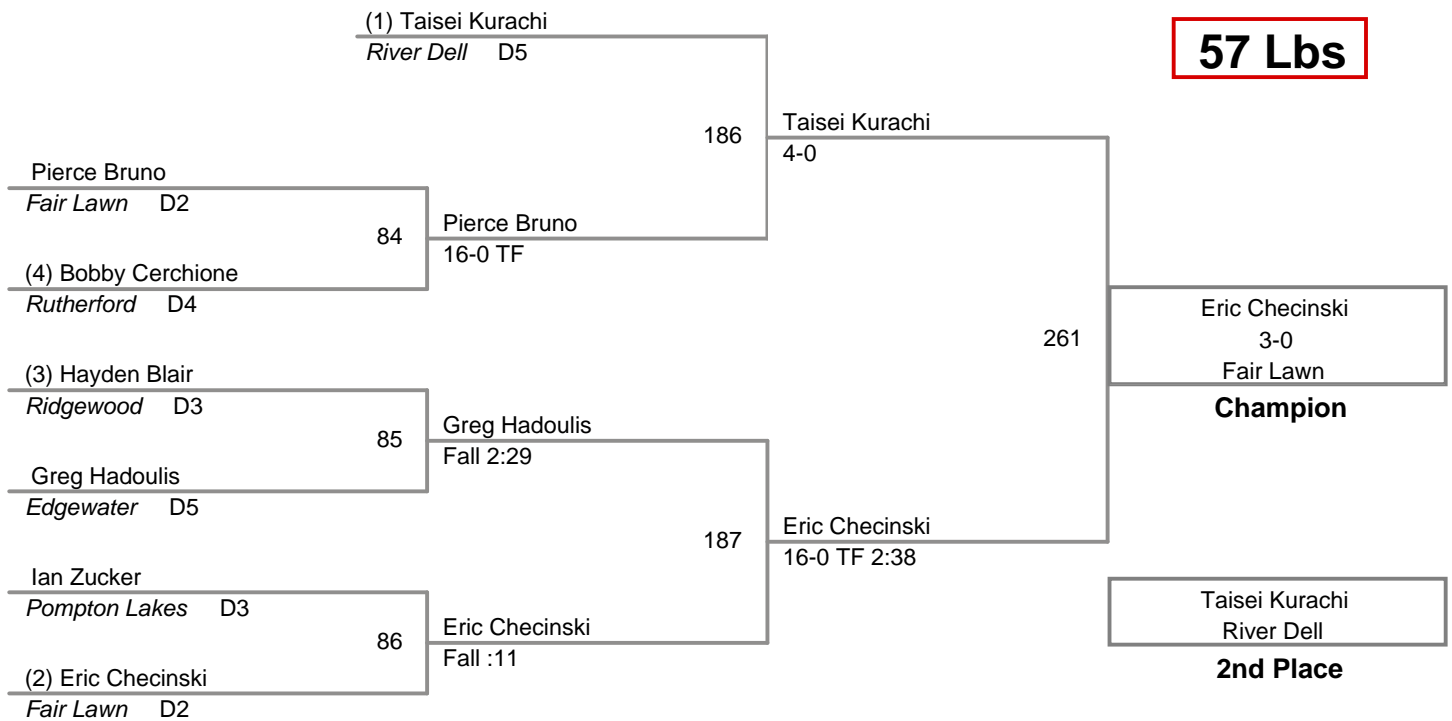 (1) Taisei Kurachi
River Dell D5
57 Lbs
186
Taisei Kurachi
4-0
Pierce Bruno
Fair Lawn D2
84
Pierce Bruno
16-0 TF
(4) Bobby Cerchione
Rutherford D4
261
Eric Checinski
3-0
Fair Lawn
Champion
(3) Hayden Blair
Ridgewood D3
85
Greg Hadoulis
Fall 2:29
Greg Hadoulis
Edgewater D5
187
Eric Checinski
16-0 TF 2:38
Ian Zucker
Pompton Lakes D3
86
Eric Checinski
Fall :11
(2) Eric Checinski
Fair Lawn D2
Taisei Kurachi
River Dell
2nd Place